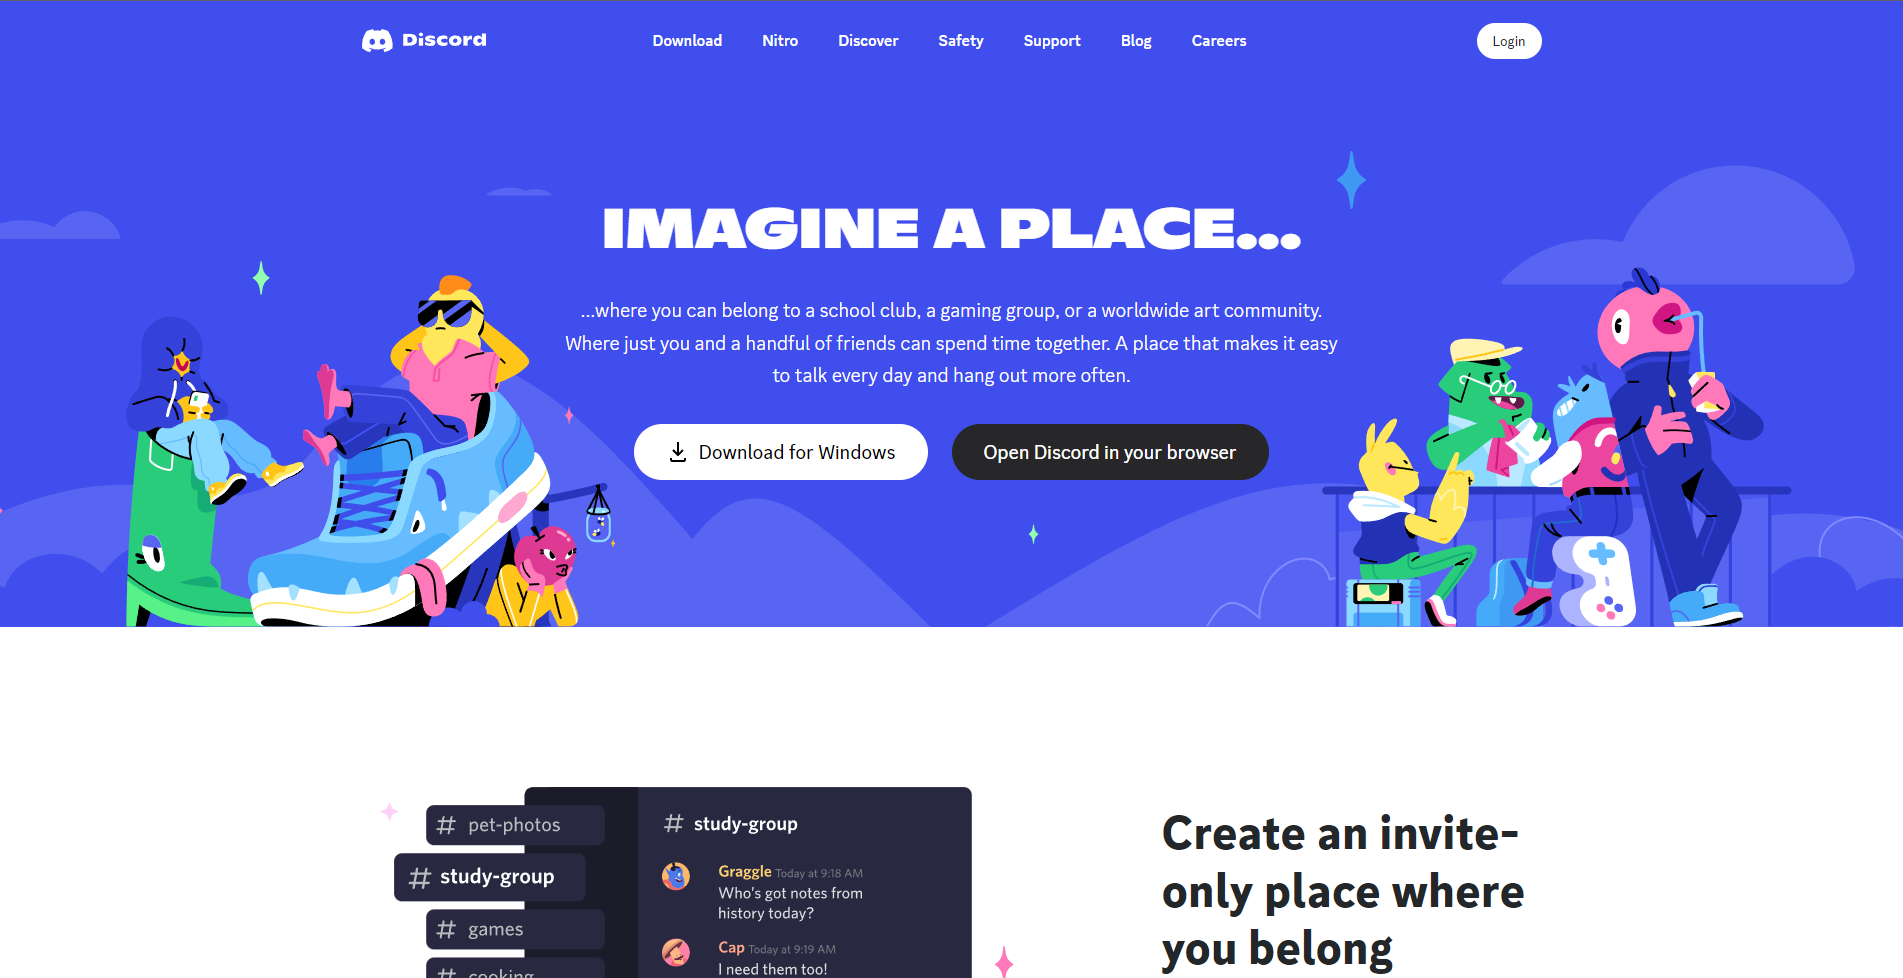 Discord
Download
Nitro
Discover
Safety
Support
Blog
Careers
Login
IMAGINE A PLACE...
...where you can belong to a school club, a gaming group, or a worldwide art community.
Where just you and a handful of friends can spend time together. A place that makes it easy
to talk every day and hang out more often.
Download for Windows
Open Discord in your browser
# pet-photos
# study-group
# games
# cooking
# study-group
Graggle Today at 9:18 AM
Who's got notes from
history today?
Cap Today at 9:19 AM
I need them too!
Create an invite-
only place where
you belong